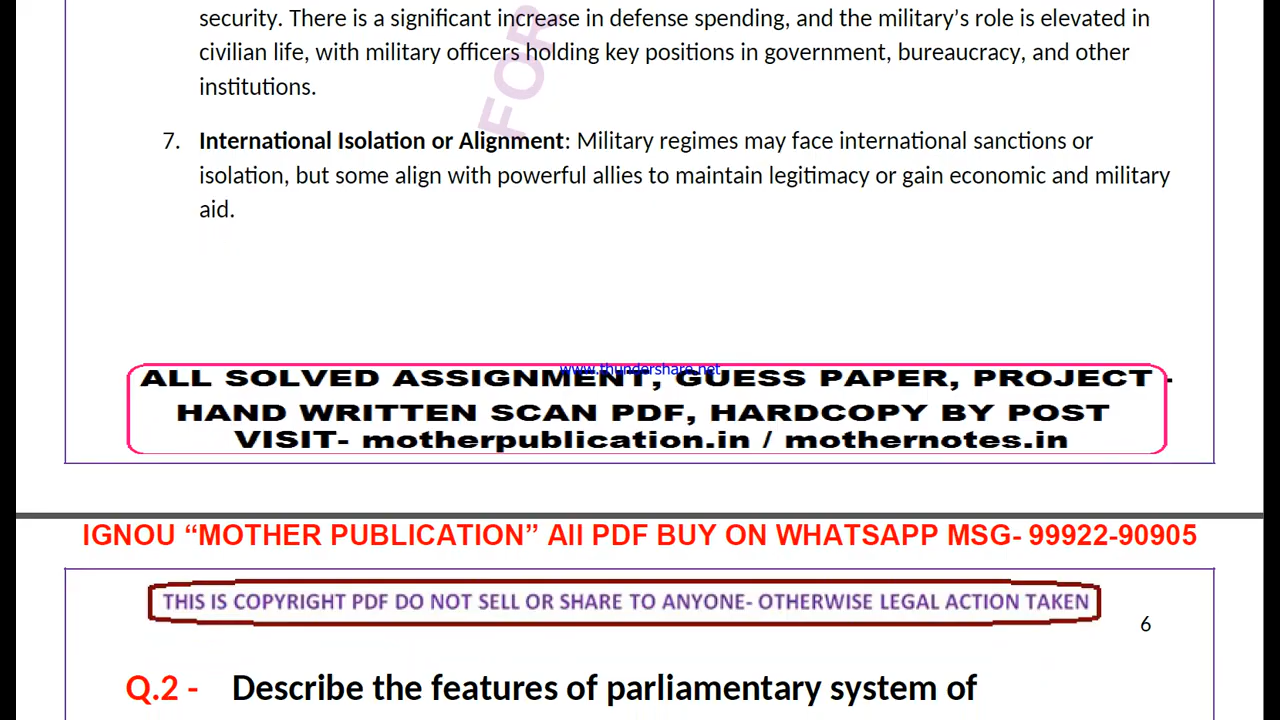 security. There is a significant increase in defense spending, and the military’s role is elevated in
civilian life, with military officers holding key positions in government, bureaucracy, and other
institutions.
FOR
7. International Isolation or Alignment: Military regimes may face international sanctions or
isolation, but some align with powerful allies to maintain legitimacy or gain economic and military
aid.
www.thundershare.net
ALL SOLVED ASSIGNMENT, GUESS PAPER, PROJECT -
HAND WRITTEN SCAN PDF, HARDCOPY BY POST
VISIT- motherpublication.in / mothernotes.in
IGNOU “MOTHER PUBLICATION” All PDF BUY ON WHATSAPP MSG- 99922-90905
THIS IS COPYRIGHT PDF DO NOT SELL OR SHARE TO ANYONE- OTHERWISE LEGAL ACTION TAKEN
6
Q.2 - Describe the features of parliamentary system of